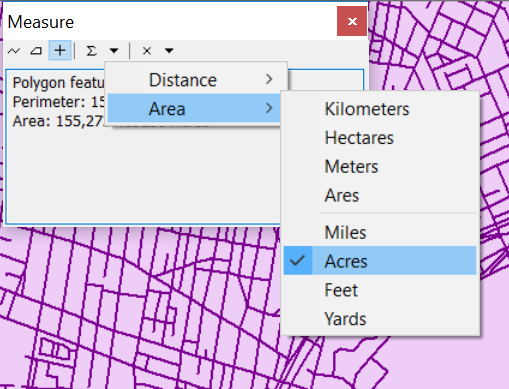 Measure
Polygon featu
Perimeter: 15
Area: 155,27
Distance
Area
Kilometers
Hectares
Meters
Ares
Miles
Acres
Feet
Yards